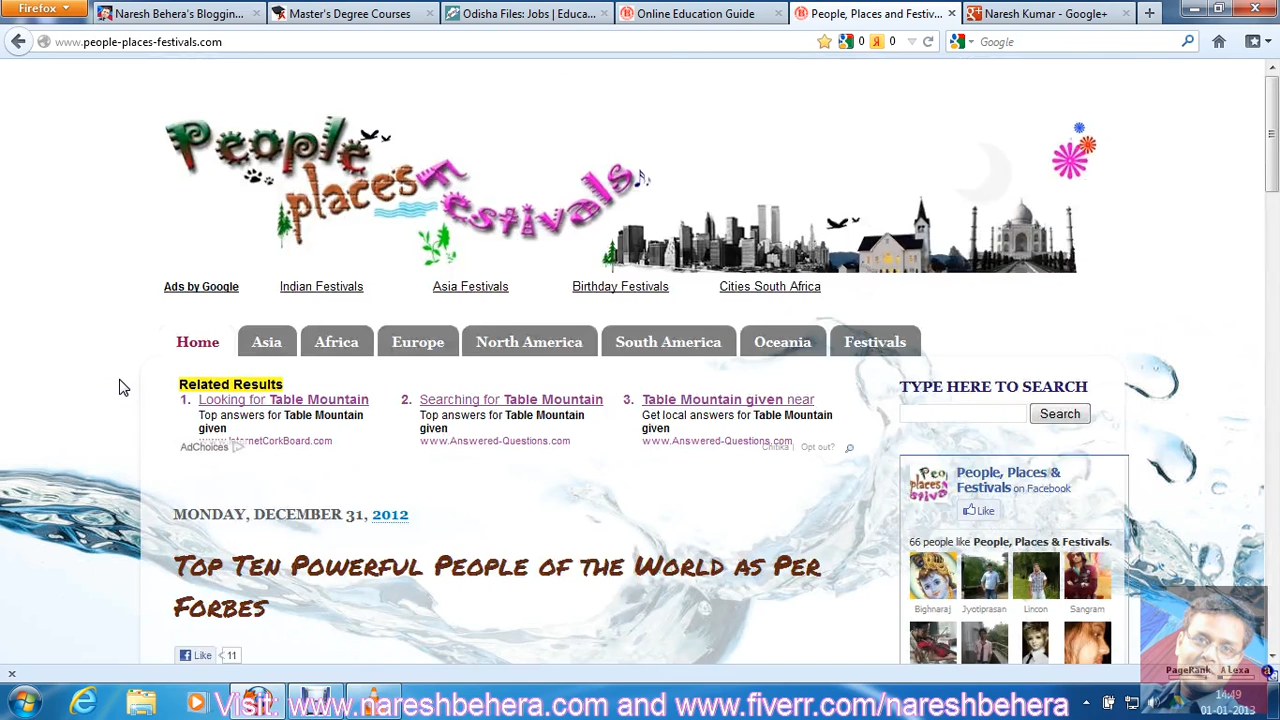 Firefox
Naresh Behera's Bloggin...
Master's Degree Courses
Odisha Files: Jobs | Educa...
Online Education Guide
People, Places and Festiv...
Naresh Kumar - Google+
www.people-places-festivals.com
0
0
Google
People
places
Festivals
Ads by Google
Indian Festivals
Asia Festivals
Birthday Festivals
Cities South Africa
Home
Asia
Africa
Europe
North America
South America
Oceania
Festivals
Related Results
1. Looking for Table Mountain
Top answers for Table Mountain
given
www.InternetCorkBoard.com
2. Searching for Table Mountain
Top answers for Table Mountain
given
www.Answered-Questions.com
3. Table Mountain given near
Get local answers for Table Mountain
given
www.Answered-Questions.com
AdChoices
Chitika | Opt out?
TYPE HERE TO SEARCH
Search
People, Places &
Festivals on Facebook
Like
66 people like People, Places & Festivals.
Bighnaraj
Jyotiprasan
Lincon
Sangram
MONDAY, DECEMBER 31, 2012
Top Ten Powerful People of the World as Per
Forbes
Like
11
PageRank Alexa
Visit: www.nareshbehera.com and www.fiverr.com/nareshbehera
14:49
01-01-2013